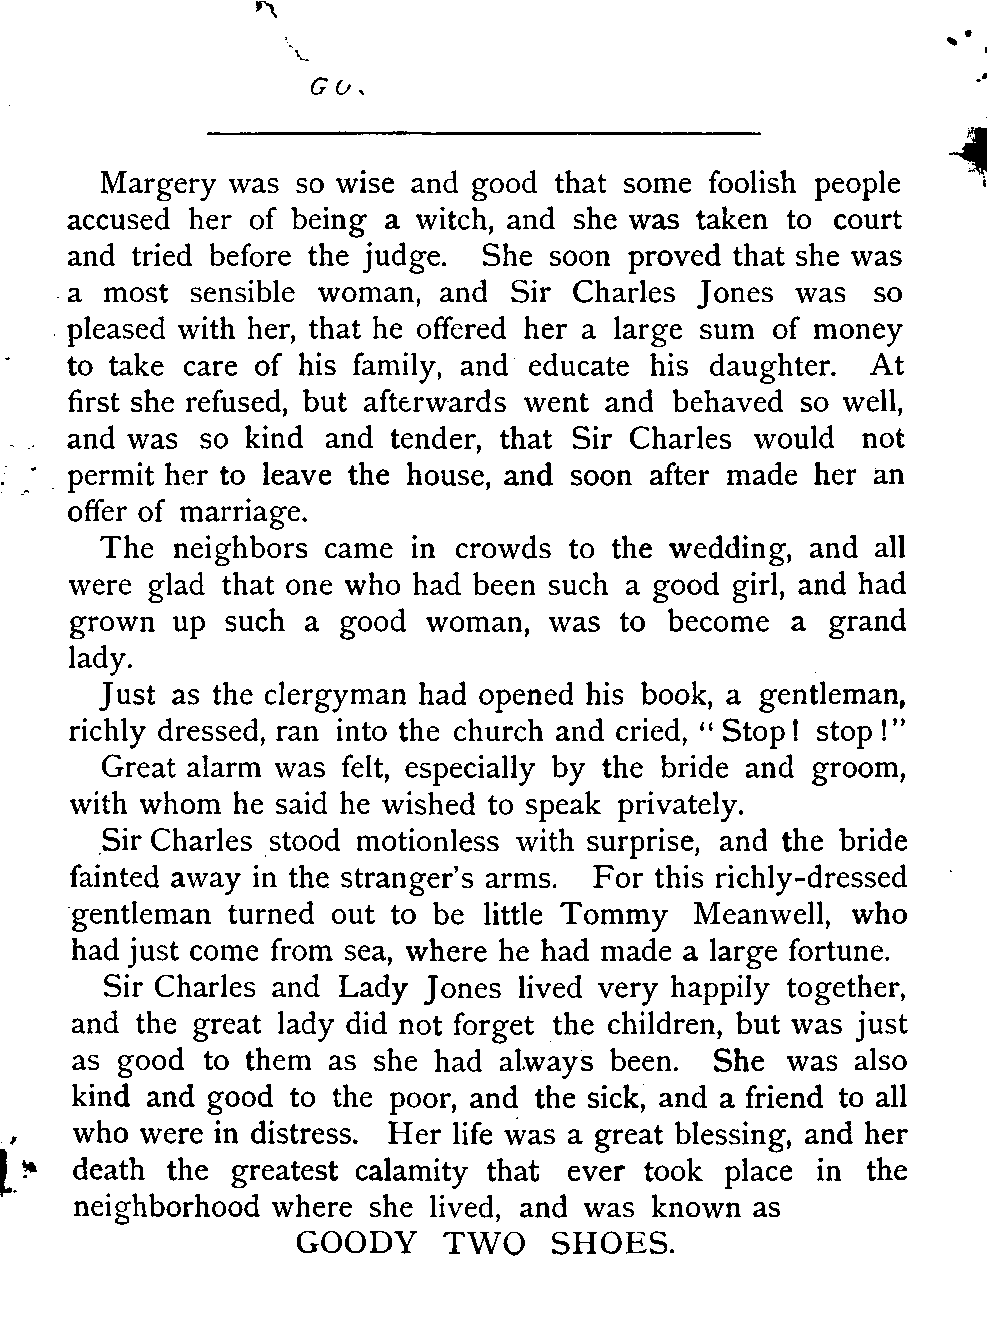 Margery was so wise and good that some foolish people
accused her of being a witch, and she was taken to court
and tried before the judge. She soon proved that she was
a most sensible woman, and Sir Charles Jones was so
pleased with her, that he offered her a large sum of money
to take care of his family, and educate his daughter. At
first she refused, but afterwards went and behaved so well,
and was so kind and tender, that Sir Charles would not
permit her to leave the house, and soon after made her an
offer of marriage.
The neighbors came in crowds to the wedding, and all
were glad that one who had been such a good girl, and had
grown up such a good woman, was to become a grand
lady.
Just as the clergyman had opened his book, a gentleman,
richly dressed, ran into the church and cried, " Stop! stop!"
Great alarm was felt, especially by the bride and groom,
with whom he said he wished to speak privately.
Sir Charles stood motionless with surprise, and the bride
fainted away in the stranger's arms. For this richly-dressed
gentleman turned out to be little Tommy Meanwell, who
had just come from sea, where he had made a large fortune.
Sir Charles and Lady Jones lived very happily together,
and the great lady did not forget the children, but was just
as good to them as she had always been. She was also
kind and good to the poor, and the sick, and a friend to all
who were in distress. Her life was a great blessing, and her
death the greatest calamity that ever took place in the
neighborhood where she lived, and was known as
GOODY TWO SHOES.